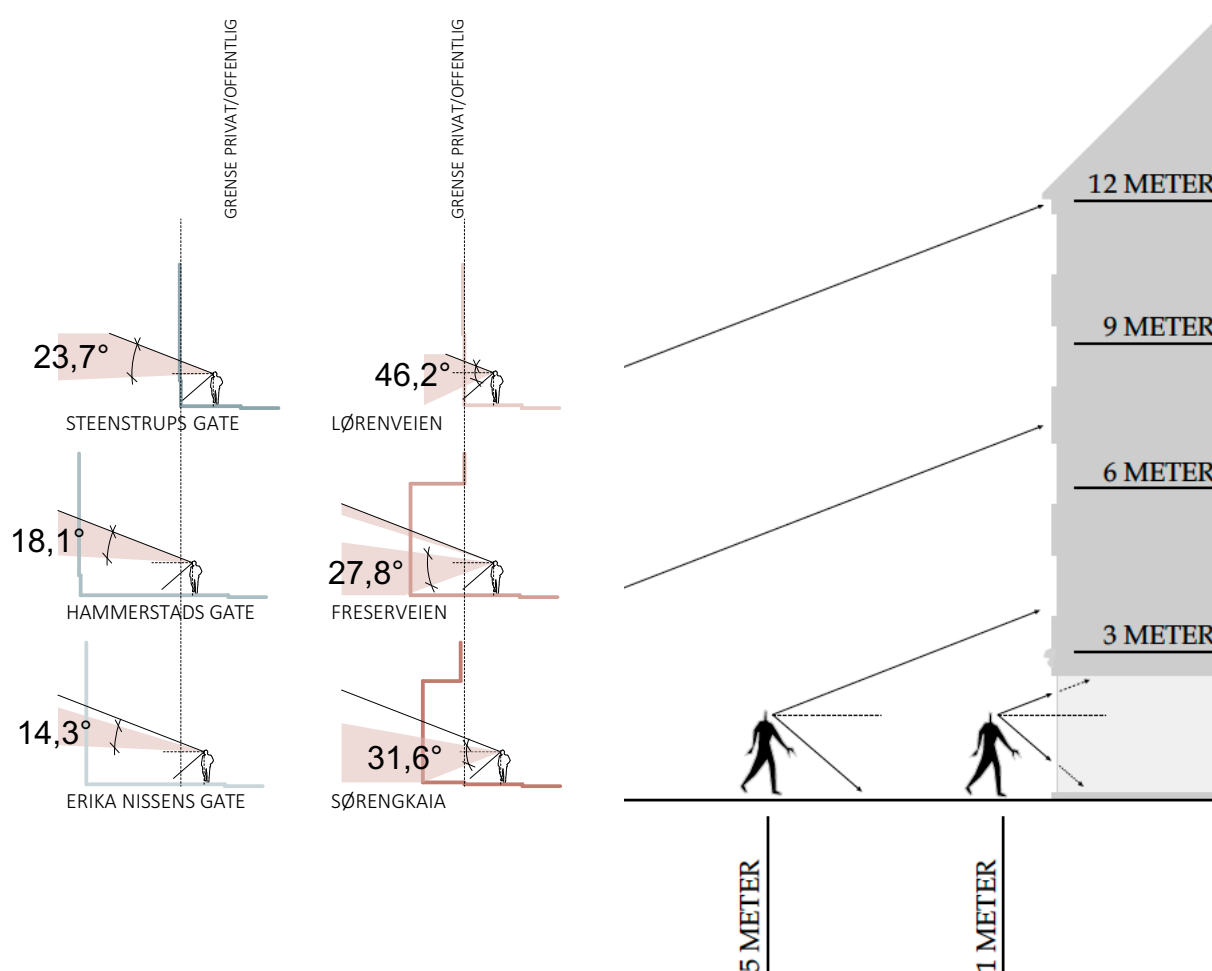 GRENSE PRIVAT/OFFENTLIG
GRENSE PRIVAT/OFFENTLIG
23,7°
STEENSTRUPS GATE
46,2°
LØRENVEIEN
18,1°
HAMMERSTADS GATE
27,8°
FRESERVEIEN
14,3°
ERIKA NISSENS GATE
31,6°
SØRENGKAIA
12 METER
9 METER
6 METER
3 METER
5 METER
1 METER